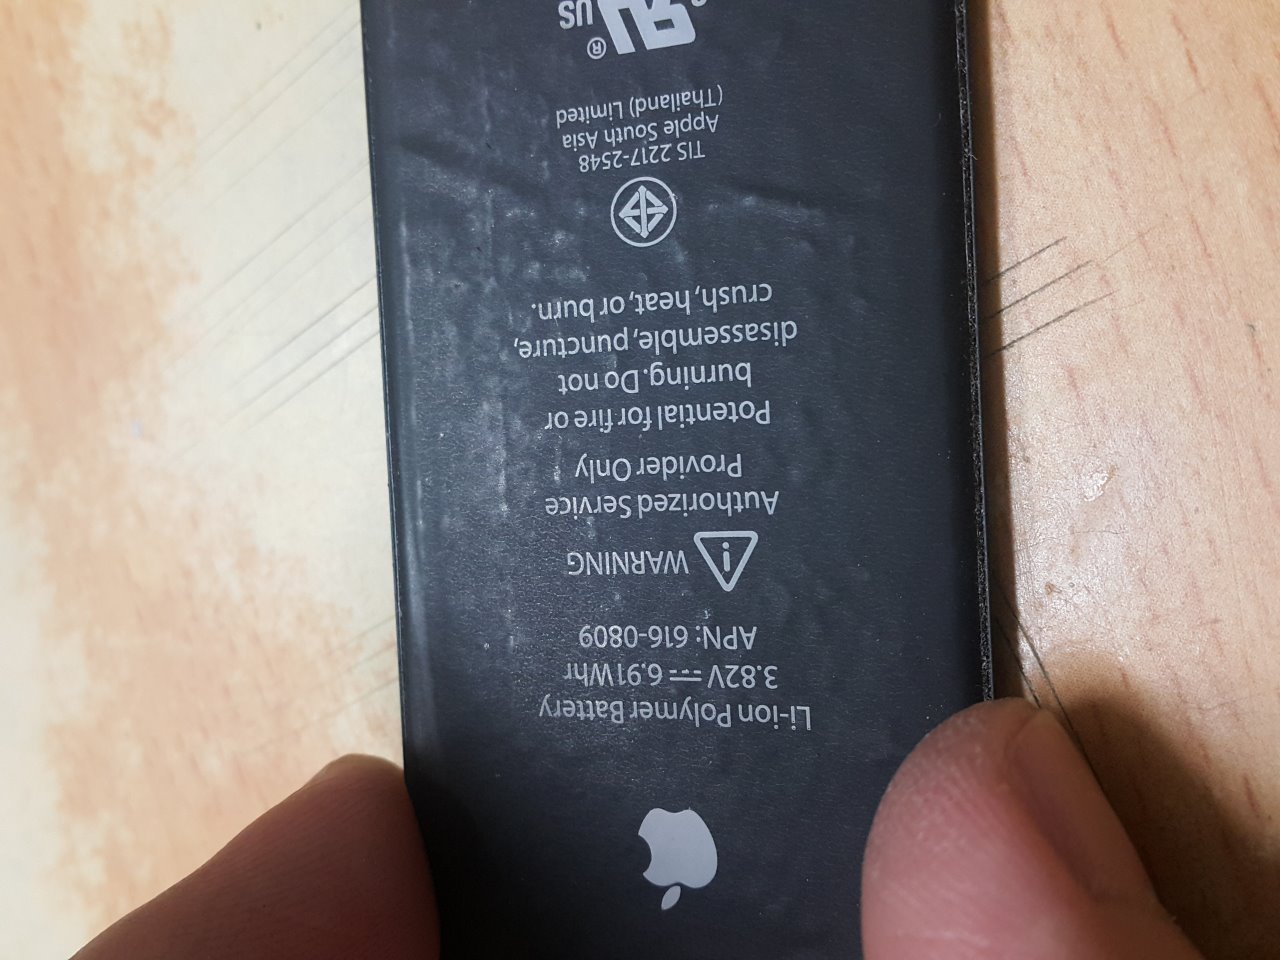 Li-ion Polymer Battery
3.82V ⎓ 6.91Whr
APN: 616-0809
WARNING
Authorized Service
Provider Only
Potential for fire or
burning. Do not
disassemble, puncture,
crush, heat, or burn.
TIS 2217-2548
Apple South Asia
(Thailand) Limited
®
US